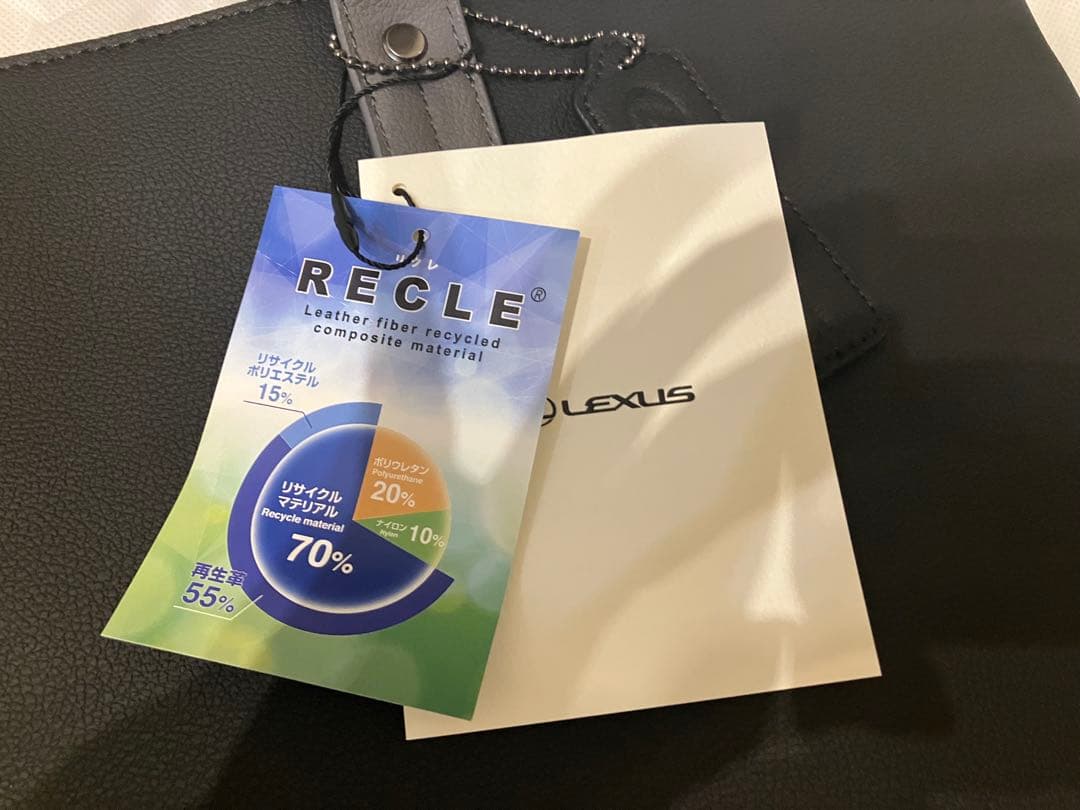 リサレ
RECLE®
Leather fiber recycled
composite material
リサイクル
ポリエステル
15%
ポリウレタン
Polyurethane
20%
リサイクル
マテリアル
Recycle material
70%
ナイロン
Nylon
10%
再生革
55%
LEXUS